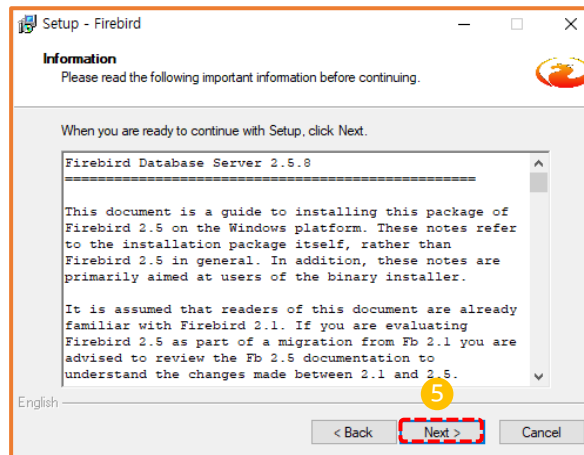 Setup - Firebird
Information
Please read the following important information before continuing.
When you are ready to continue with Setup, click Next.
Firebird Database Server 2.5.8
==================================================
This document is a guide to installing this package of
Firebird 2.5 on the Windows platform. These notes refer
to the installation package itself, rather than
Firebird 2.5 in general. In addition, these notes are
primarily aimed at users of the binary installer.
It is assumed that readers of this document are already
familiar with Firebird 2.1. If you are evaluating
Firebird 2.5 as part of a migration from Fb 2.1 you are
advised to review the Fb 2.5 documentation to
understand the changes made between 2.1 and 2.5.
English
5
< Back Next > Cancel